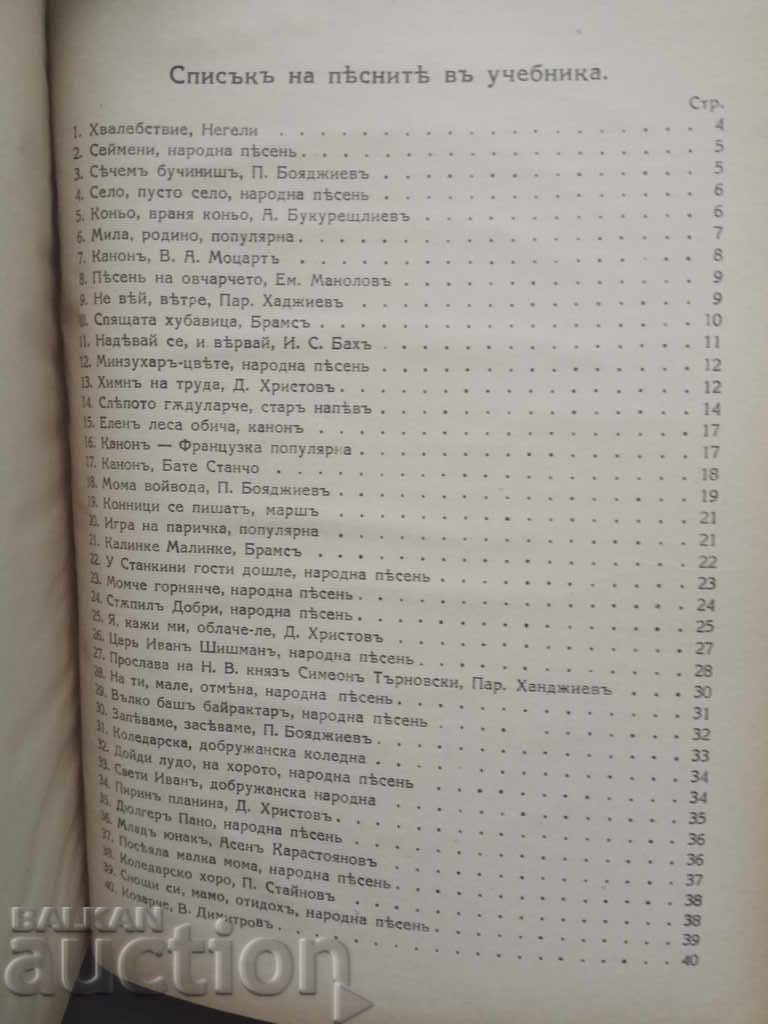 Списъкъ на пѣснитѣ въ учебника.
Стр.
1. Хвалебствие, Негели . . . 4
2. Сеймени, народна пѣсень . . . 5
3. Сѣчемъ бучинишъ, П. Бояджиевъ . . . 5
4. Село, пусто село, народна пѣсень . . . 6
5. Коньо, враня коньо, А. Букурещлиевъ . . . 6
6. Мила, родино, популярна . . . 7
7. Канонъ, В. А. Моцартъ . . . 8
8. Пѣсень на овчарчето, Ем. Маноловъ . . . 9
9. Не вѣй, вѣтре, Пар. Хаджиевъ . . . 9
10. Спящата хубавица, Брамсъ . . . 10
11. Надѣвай се, и вѣрвай, И. С. Бахъ . . . 11
12. Минзухаръ-цвѣте, народна пѣсень . . . 12
13. Химнъ на труда, Д. Христовъ . . . 12
14. Слѣпото гѫдуларче, старъ напѣвъ . . . 14
15. Еленъ леса обича, канонъ . . . 17
16. Канонъ — Французка популярна . . . 17
17. Канонъ, Бате Станчо . . . 18
18. Мома войвода, П. Бояджиевъ . . . 19
19. Конници се пишатъ, маршъ . . . 21
20. Игра на паричка, популярна . . . 21
21. Калинке Малинке, Брамсъ . . . 22
22. У Станкини гости дошле, народна пѣсень . . . 23
23. Момче горнянче, народна пѣсень . . . 24
24. Стѫпилъ Добри, народна пѣсень . . . 25
25. Я, кажи ми, облаче-ле, Д. Христовъ . . . 27
26. Царь Иванъ Шишманъ, народна пѣсень . . . 28
27. Прослава на Н. В. князъ Симеонъ Търновски, Пар. Ханджиевъ . . . 30
28. На ти, мале, отмѣна, народна пѣсень . . . 31
29. Вълко башъ байрактаръ, народна пѣсень . . . 32
30. Запѣваме, засѣваме, П. Бояджиевъ . . . 33
31. Коледарска, добружанска коледна . . . 34
32. Дойди лудо, на хорото, народна пѣсень . . . 34
33. Свети Иванъ, добружанска народна . . . 35
34. Пиринъ планина, Д. Христовъ . . . 36
35. Дюлгеръ Пано, народна пѣсень . . . 36
36. Младъ юнакъ, Асенъ Карастояновъ . . . 37
37. Посѣяла малка мома, народна пѣсень . . . 38
38. Коледарско хоро, П. Стайновъ . . . 38
39. Снощи си, мамо, отидохъ, народна пѣсень . . . 39
40. Козарче, В. Димитровъ . . . 40
BALKAN
auction